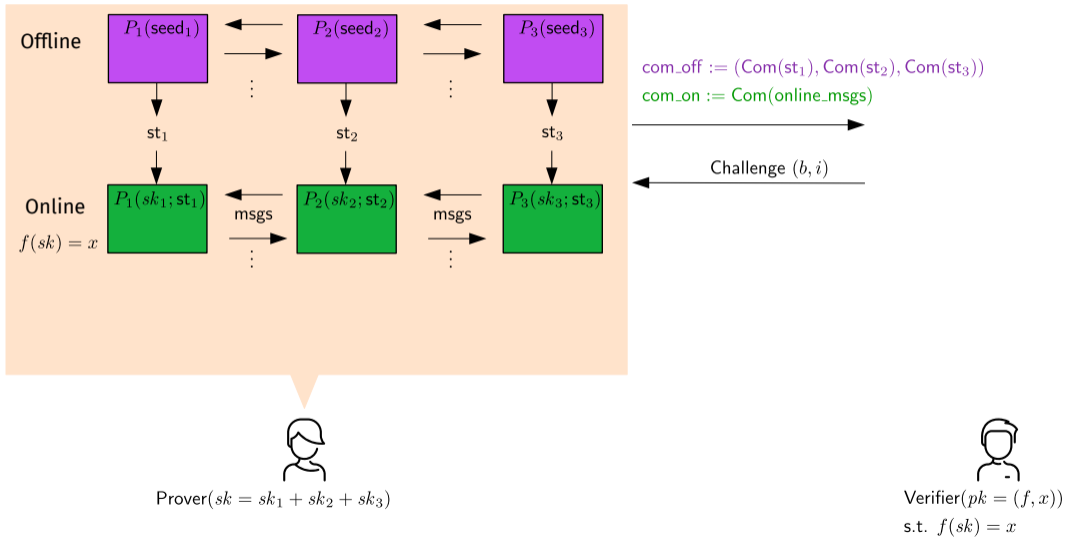 Offline
P₁(seed₁) P₂(seed₂) P₃(seed₃)
⋮ ⋮
st₁ st₂ st₃
Online
P₁(sk₁; st₁) P₂(sk₂; st₂) P₃(sk₃; st₃)
msgs msgs
f(sk) = x
⋮ ⋮
com_off := (Com(st₁), Com(st₂), Com(st₃))
com_on := Com(online_msgs)
Challenge (b, i)
Prover(sk = sk₁ + sk₂ + sk₃)
Verifier(pk = (f, x))
s.t. f(sk) = x